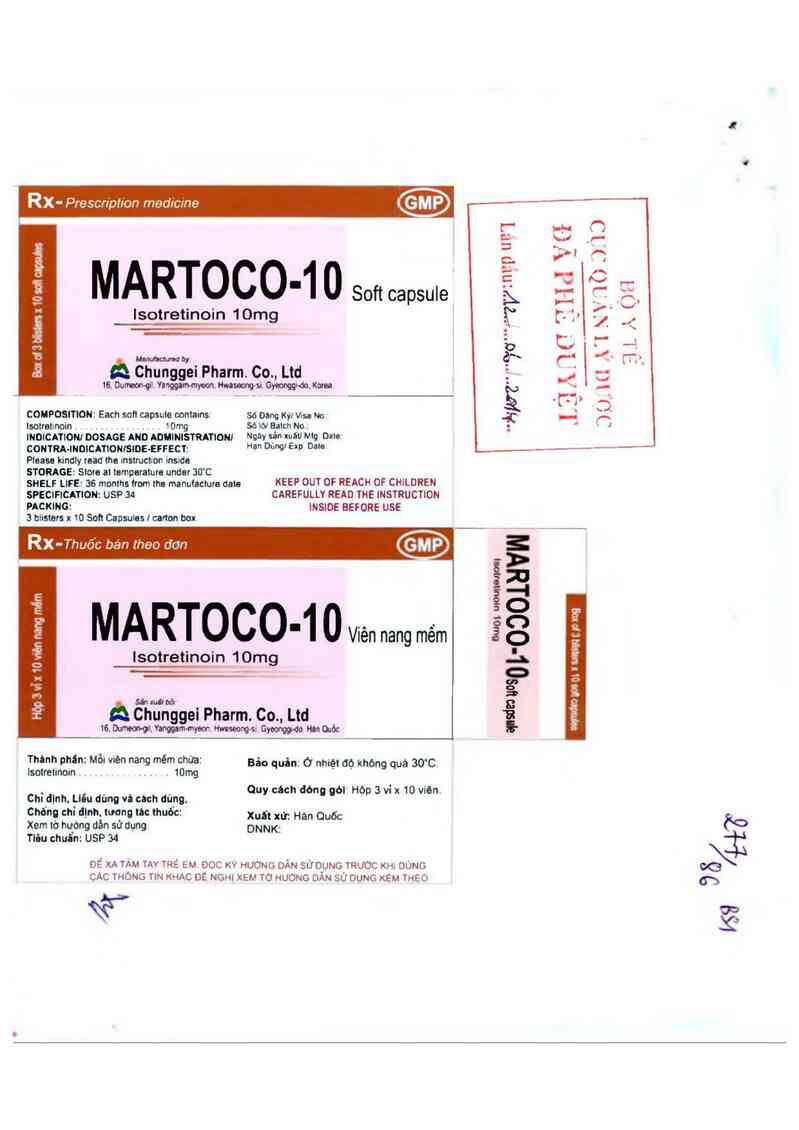 Rx- Prescription medicine
GMP
Box of 3 blisters x 10 soft capsules
MARTOCO-10 Soft capsule
Isotretinoin 10mg
Manufactured by:
Chunggei Pharm. Co., Ltd
16, Dumeon-gil, Yanggam-myeon, Hwaseong-si, Gyeonggi-do, Korea
COMPOSITION: Each soft capsule contains:
Isotretinoin . . . . . . . . . . . . . . . . . 10mg
INDICATION/ DOSAGE AND ADMINISTRATION/
CONTRA-INDICATION/SIDE-EFFECT:
Please kindly read the instruction inside
STORAGE: Store at temperature under 30°C
SHELF LIFE: 36 months from the manufacture date
SPECIFICATION: USP 34
PACKING:
3 blisters x 10 Soft Capsules / carton box
Số Đăng Ký/ Visa No.:
Số lô/ Batch No.:
Ngày sản xuất/ Mfg. Date:
Hạn Dùng/ Exp. Date:
KEEP OUT OF REACH OF CHILDREN
CAREFULLY READ THE INSTRUCTION
INSIDE BEFORE USE
BỘ Y TẾ
CỤC QUẢN LÝ DƯỢC
ĐÃ PHÊ DUYỆT
Lần đầu:
Rx-Thuốc bán theo đơn
GMP
Hộp 3 vỉ x 10 viên nang mềm
MARTOCO-10 Viên nang mềm
Isotretinoin 10mg
Sản xuất bởi:
Chunggei Pharm. Co., Ltd
16, Dumeon-gil, Yanggam-myeon, Hwaseong-si, Gyeonggi-do, Hàn Quốc
MARTOCO-10 Soft capsule
Isotretinoin 10mg
Box of 3 blisters x 10 soft capsules
Thành phần: Mỗi viên nang mềm chứa:
Isotretinoin . . . . . . . . . . . . . . . . . 10mg
Chỉ định, Liều dùng và cách dùng,
Chống chỉ định, tương tác thuốc:
Xem tờ hướng dẫn sử dụng
Tiêu chuẩn: USP 34
Bảo quản: Ở nhiệt độ không quá 30°C.
Quy cách đóng gói: Hộp 3 vỉ x 10 viên.
Xuất xứ: Hàn Quốc
DNNK:
ĐỂ XA TẦM TAY TRẺ EM. ĐỌC KỸ HƯỚNG DẪN SỬ DỤNG TRƯỚC KHI DÙNG
CÁC THÔNG TIN KHÁC ĐỀ NGHỊ XEM TỜ HƯỚNG DẪN SỬ DỤNG KÈM THEO
277/
86 BS1